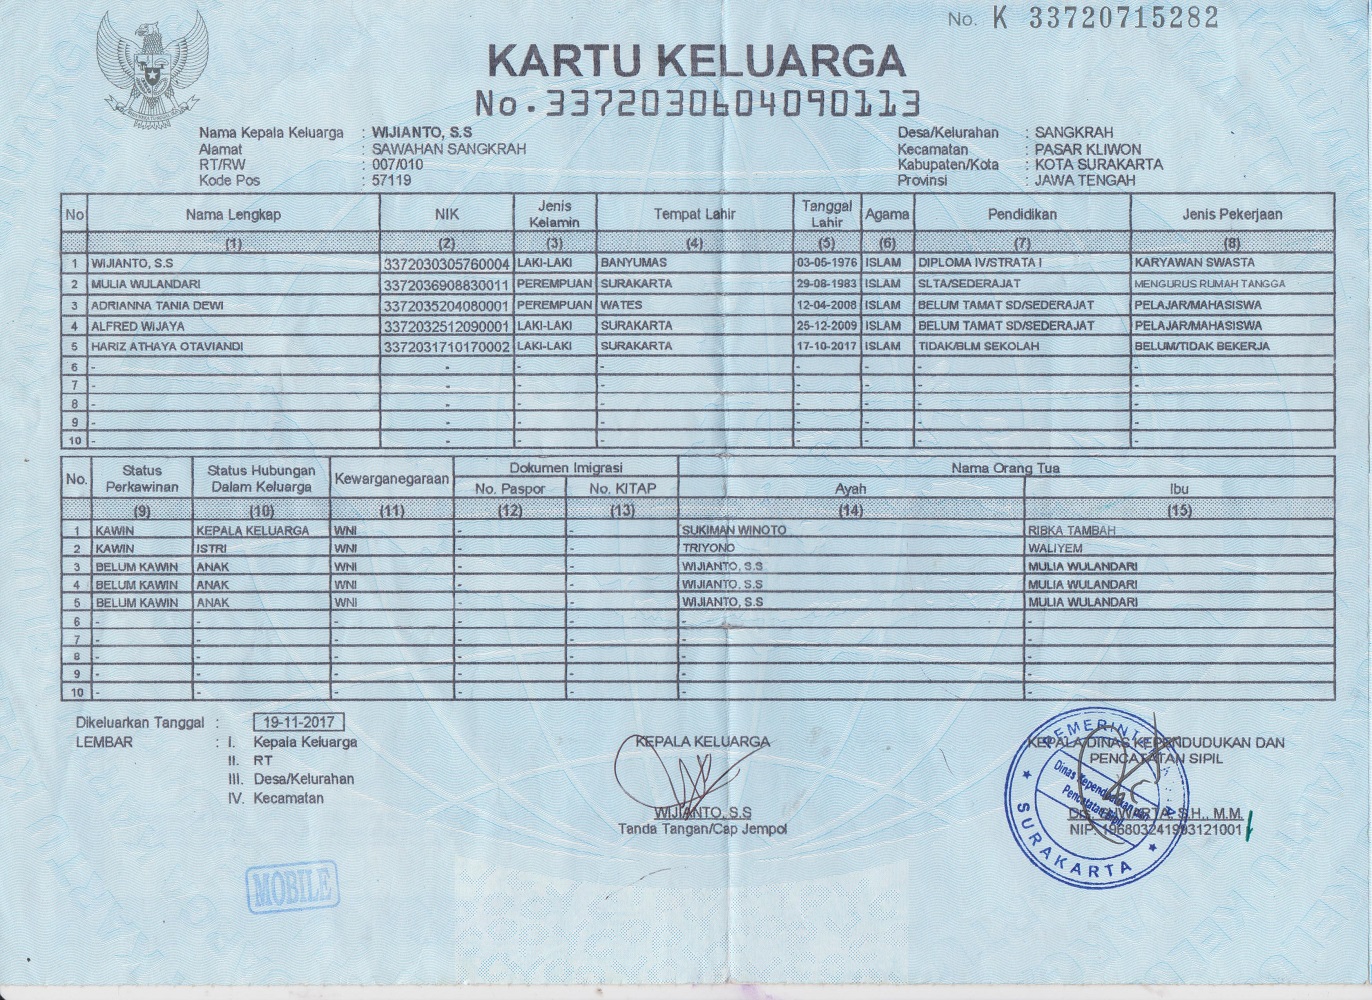 No. K 33720715282
KARTU KELUARGA
No.3372030604090113
Nama Kepala Keluarga : WIJIANTO, S.S
Alamat : SAWAHAN SANGKRAH
RT/RW : 007/010
Kode Pos : 57119
Desa/Kelurahan : SANGKRAH
Kecamatan : PASAR KLIWON
Kabupaten/Kota : KOTA SURAKARTA
Provinsi : JAWA TENGAH
No Nama Lengkap NIK Jenis Kelamin Tempat Lahir Tanggal Lahir Agama Pendidikan Jenis Pekerjaan
(1) (2) (3) (4) (5) (6) (7) (8)
1 WIJIANTO, S.S 3372030305760004 LAKI-LAKI BANYUMAS 03-05-1976 ISLAM DIPLOMA IV/STRATA I KARYAWAN SWASTA
2 MULIA WULANDARI 3372036908830011 PEREMPUAN SURAKARTA 29-08-1983 ISLAM SLTA/SEDERAJAT MENGURUS RUMAH TANGGA
3 ADRIANNA TANIA DEWI 3372035204080001 PEREMPUAN WATES 12-04-2008 ISLAM BELUM TAMAT SD/SEDERAJAT PELAJAR/MAHASISWA
4 ALFRED WIJAYA 3372032512090001 LAKI-LAKI SURAKARTA 25-12-2009 ISLAM BELUM TAMAT SD/SEDERAJAT PELAJAR/MAHASISWA
5 HARIZ ATHAYA OTAVIANDI 3372031710170002 LAKI-LAKI SURAKARTA 17-10-2017 ISLAM TIDAK/BLM SEKOLAH BELUM/TIDAK BEKERJA
6 - - - - - - - -
7 - - - - - - - -
8 - - - - - - - -
9 - - - - - - - -
10 - - - - - - - -
No. Status Perkawinan Status Hubungan Dalam Keluarga Kewarganegaraan Dokumen Imigrasi Nama Orang Tua
No. Paspor No. KITAP Ayah Ibu
(9) (10) (11) (12) (13) (14) (15)
1 KAWIN KEPALA KELUARGA WNI - - SUKIMAN WINOTO RIBKA TAMBAH
2 KAWIN ISTRI WNI - - TRIYONO WALIYEM
3 BELUM KAWIN ANAK WNI - - WIJIANTO, S.S MULIA WULANDARI
4 BELUM KAWIN ANAK WNI - - WIJIANTO, S.S MULIA WULANDARI
5 BELUM KAWIN ANAK WNI - - WIJIANTO, S.S MULIA WULANDARI
6 - - - - - - -
7 - - - - - - -
8 - - - - - - -
9 - - - - - - -
10 - - - - - - -
Dikeluarkan Tanggal : 19-11-2017
LEMBAR : I. Kepala Keluarga
II. RT
III. Desa/Kelurahan
IV. Kecamatan
KEPALA KELUARGA
WIJIANTO, S.S
Tanda Tangan/Cap Jempol
KEPALA DINAS KEPENDUDUKAN DAN
PENCATATAN SIPIL
S.H., M.M.
NIP. 196803241993121001
Dinas Kependudukan dan
Pencatatan Sipil
SURAKARTA
MOBILE